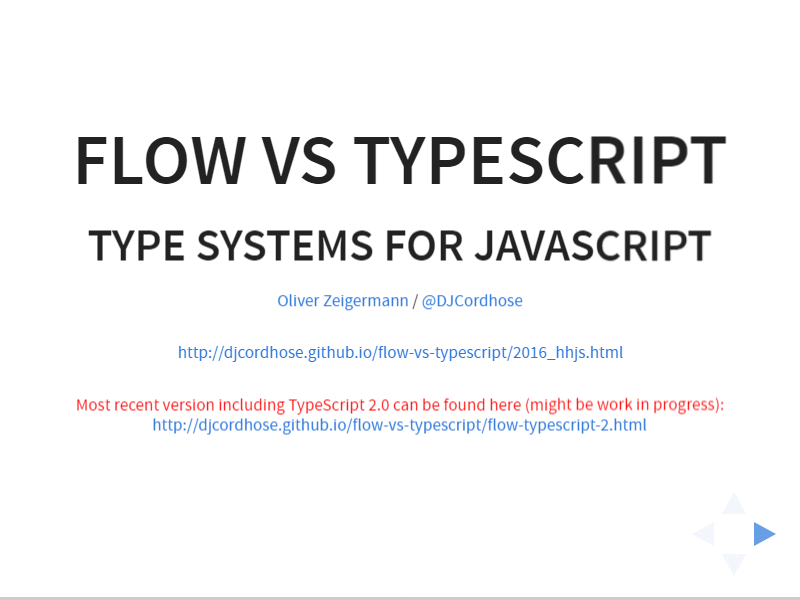 FLOW VS TYPESCRIPT
TYPE SYSTEMS FOR JAVASCRIPT
Oliver Zeigermann / @DJCordhose
http://djcordhose.github.io/flow-vs-typescript/2016_hhjs.html
Most recent version including TypeScript 2.0 can be found here (might be work in progress):
http://djcordhose.github.io/flow-vs-typescript/flow-typescript-2.html